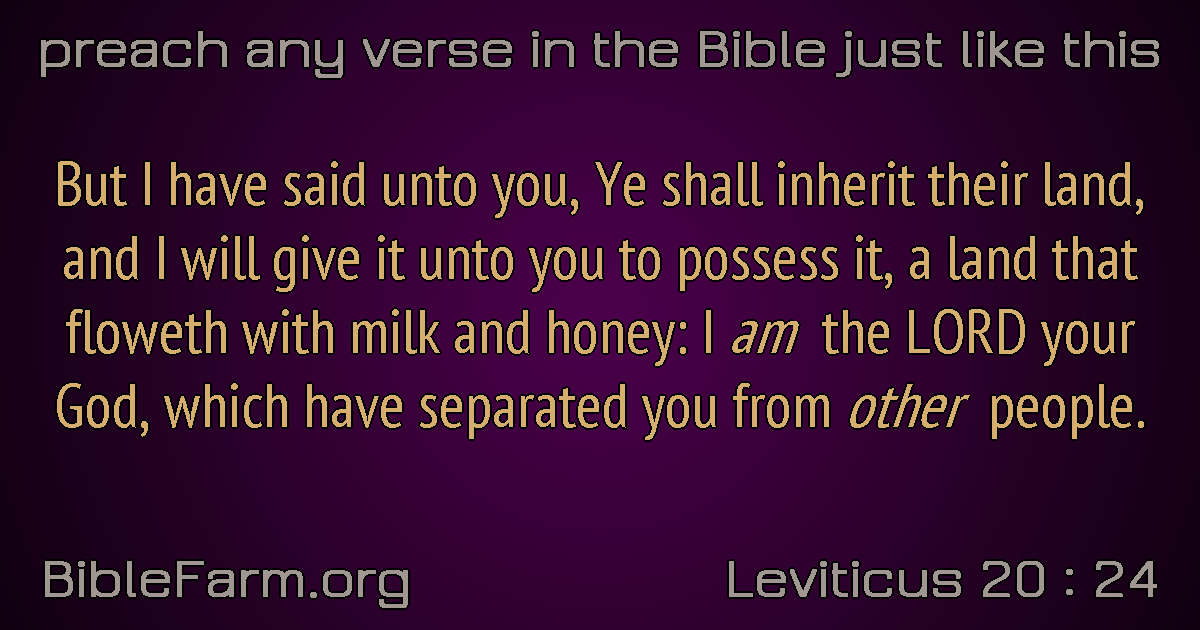 preach any verse in the Bible just like this
But I have said unto you, Ye shall inherit their land,
and I will give it unto you to possess it, a land that
floweth with milk and honey: I am the LORD your
God, which have separated you from other people.
BibleFarm.org
Leviticus 20 : 24